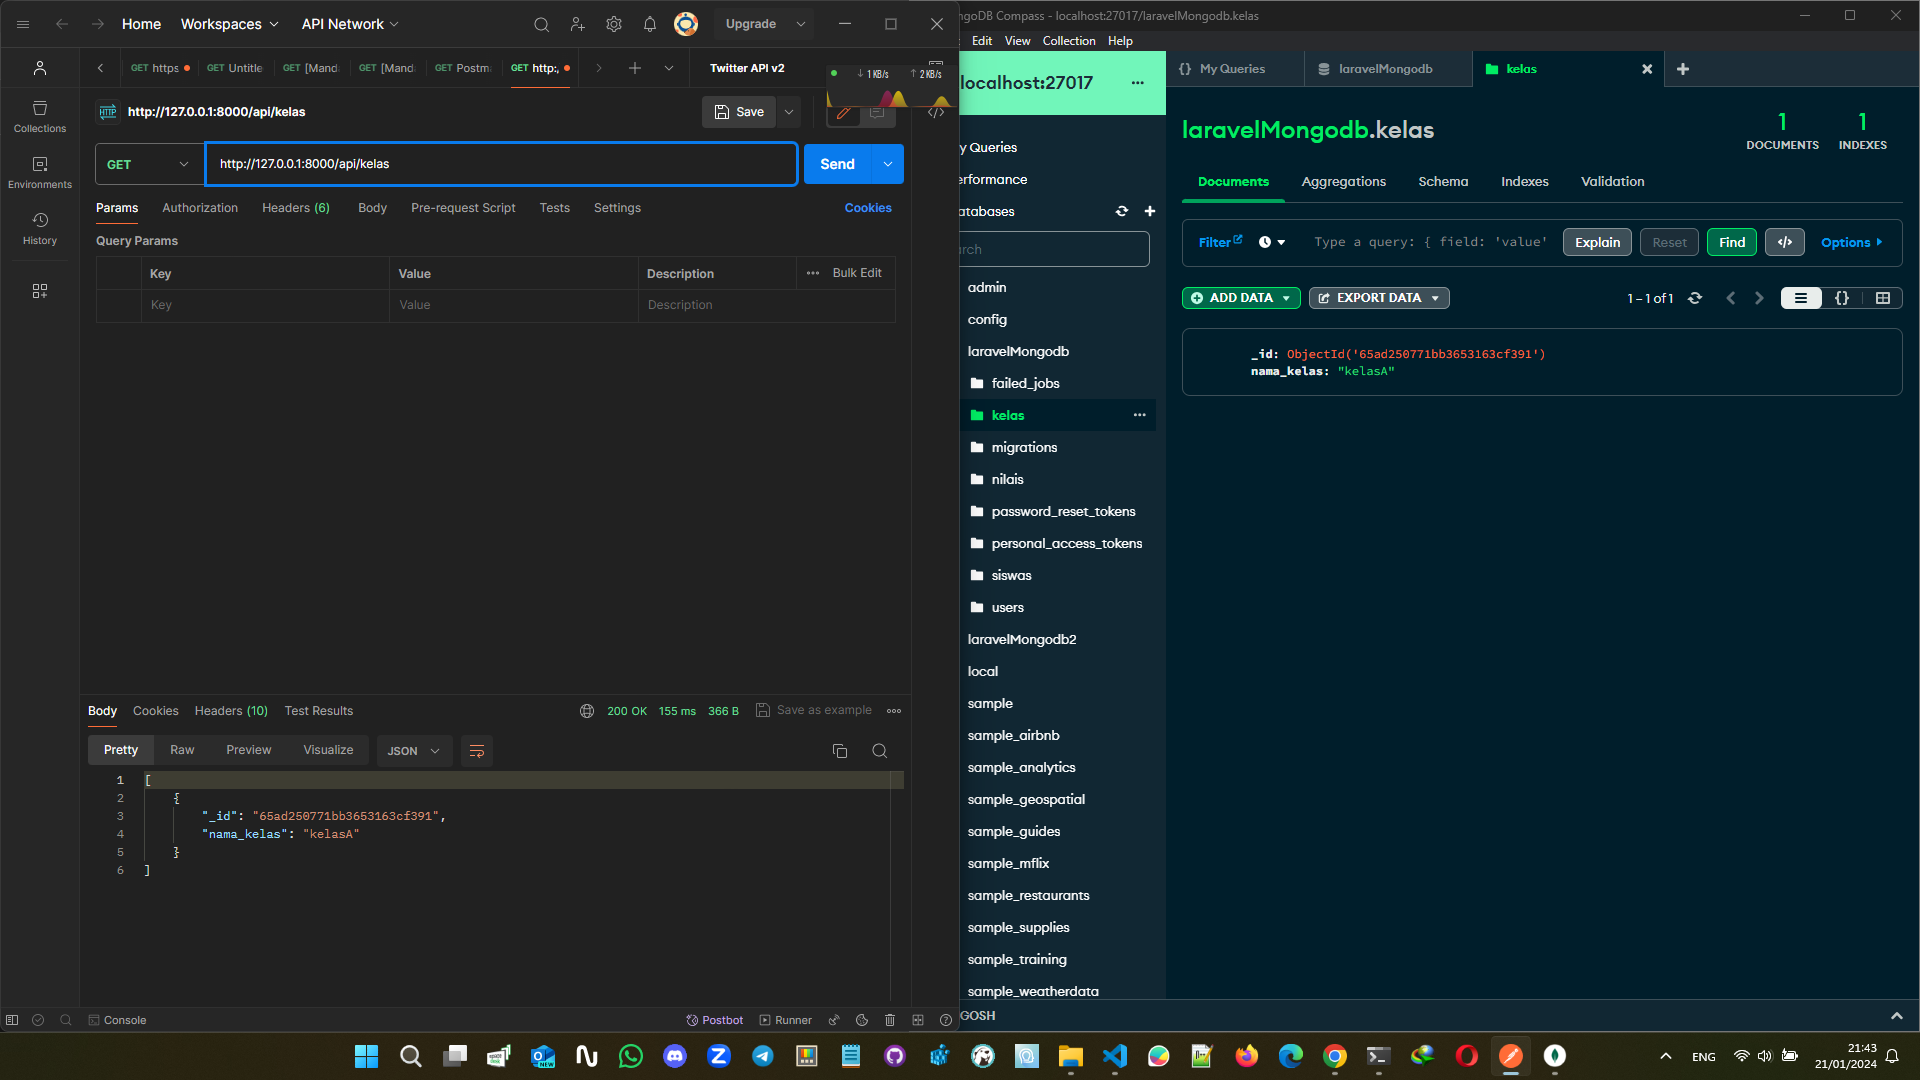 Home
Workspaces
API Network
Upgrade
GET https
GET Untitle
GET [Mand
GET [Mand
GET Postm
GET http:,
Twitter API v2
1 KB/s
2 KB/s
Collections
Environments
History
HTTP
http://127.0.0.1:8000/api/kelas
Save
GET
http://127.0.0.1:8000/api/kelas
Send
Params
Authorization
Headers (6)
Body
Pre-request Script
Tests
Settings
Cookies
Query Params
Key
Value
Description
Bulk Edit
Key
Value
Description
Body
Cookies
Headers (10)
Test Results
200 OK
155 ms
366 B
Save as example
Pretty
Raw
Preview
Visualize
JSON
1 [
2 {
3 "_id": "65ad250771bb3653163cf391",
4 "nama_kelas": "kelasA"
5 }
6 ]
Console
Postbot
Runner
ngoDB Compass - localhost:27017/laravelMongodb.kelas
Edit
View
Collection
Help
localhost:27017
y Queries
erformance
atabases
rch
admin
config
laravelMongodb
failed_jobs
kelas
migrations
nilais
password_reset_tokens
personal_access_tokens
siswas
users
laravelMongodb2
local
sample
sample_airbnb
sample_analytics
sample_geospatial
sample_guides
sample_mflix
sample_restaurants
sample_supplies
sample_training
sample_weatherdata
My Queries
laravelMongodb
kelas
laravelMongodb.kelas
1
DOCUMENTS
1
INDEXES
Documents
Aggregations
Schema
Indexes
Validation
Filter
Type a query: { field: 'value'
Explain
Reset
Find
Options
ADD DATA
EXPORT DATA
1 – 1 of 1
_id: ObjectId('65ad250771bb3653163cf391')
nama_kelas: "kelasA"
GOSH
NEW
ENG
21:43
21/01/2024